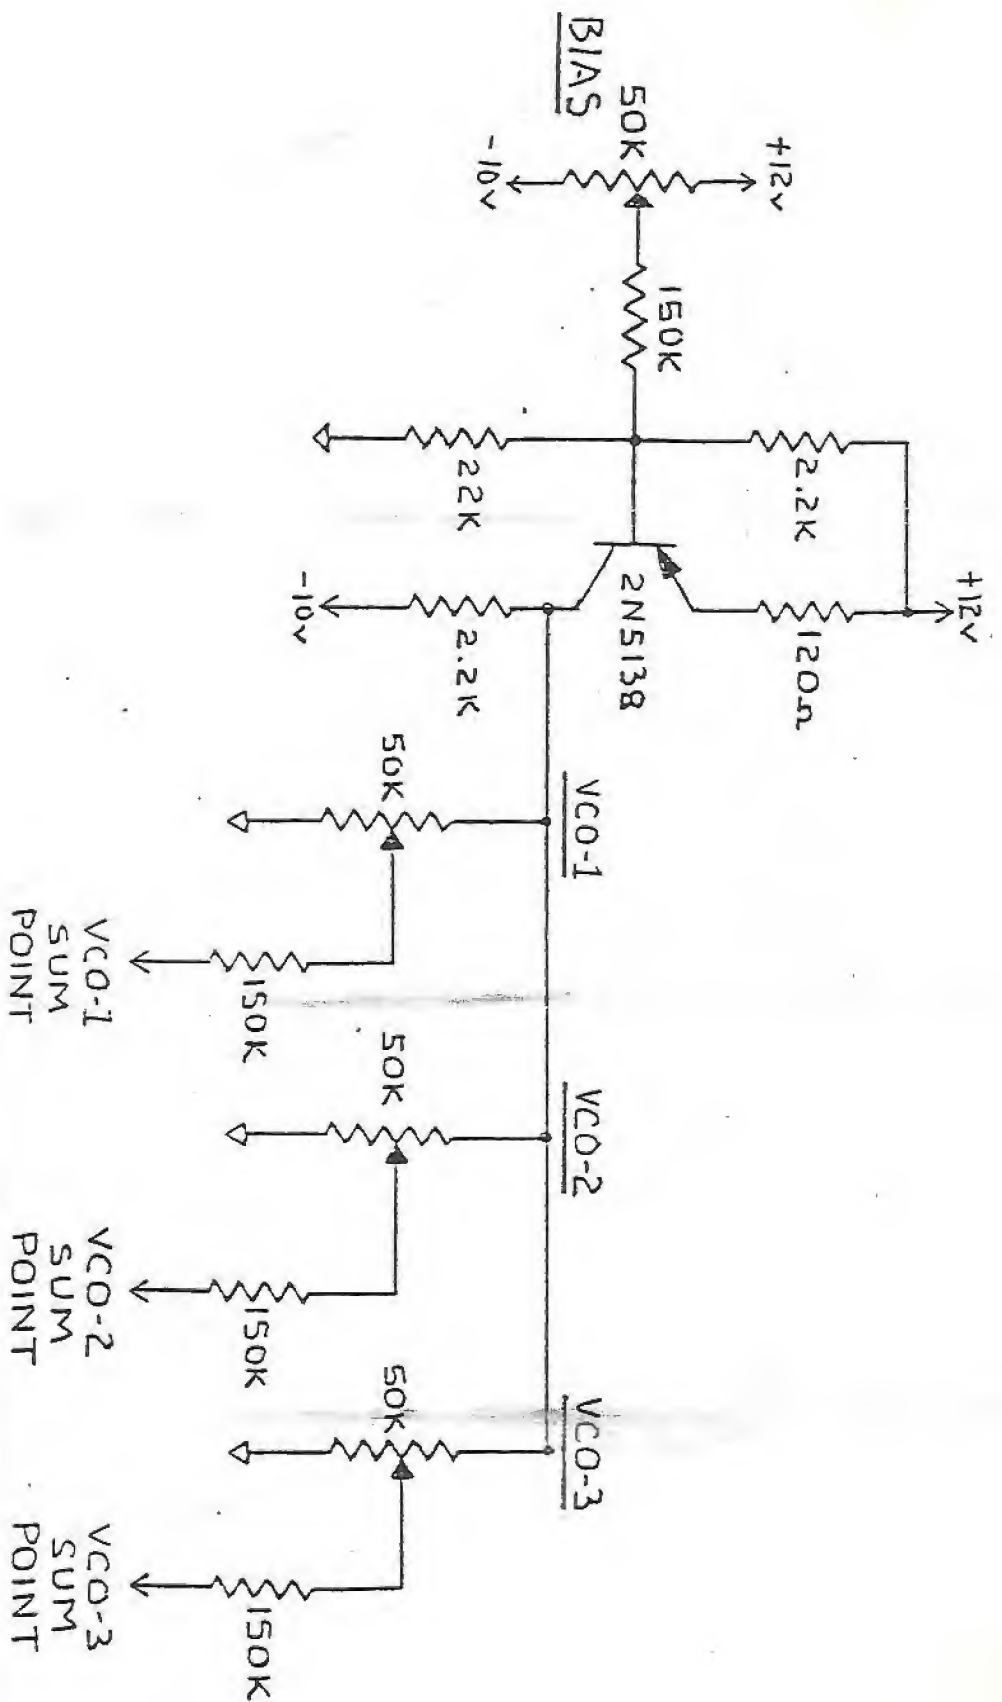 BIAS
50K
+12v
-10v
150K
22K
2.2K
+12v
120Ω
2N5138
2.2K
-10v
VCO-1
50K
150K
VCO-1
SUM
POINT
VCO-2
50K
150K
VCO-2
SUM
POINT
VCO-3
50K
150K
VCO-3
SUM
POINT